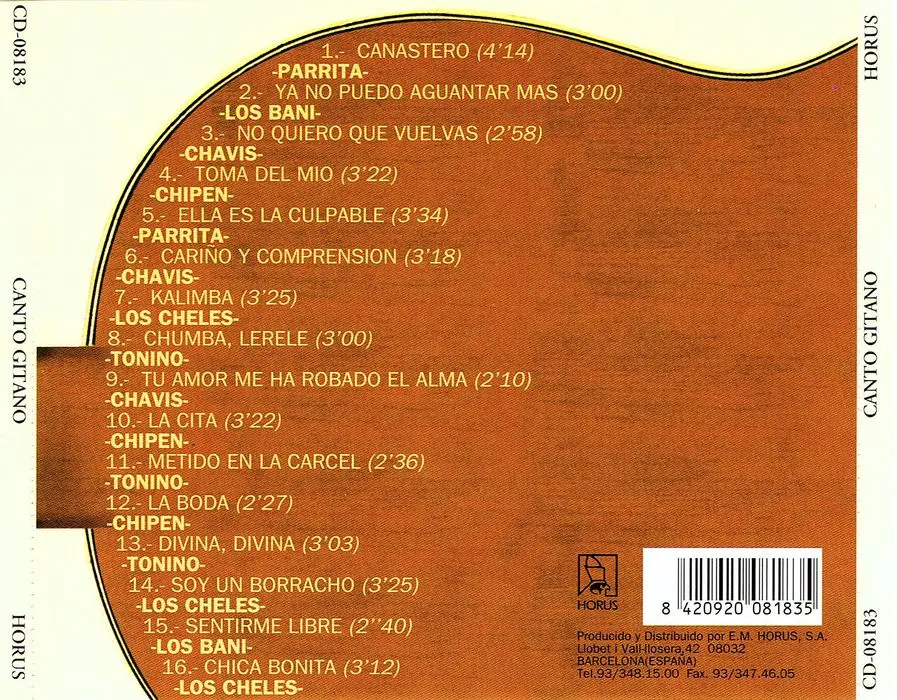 CD-08183
CANTO GITANO
HORUS
1.- CANASTERO (4'14)
-PARRITA-
2.- YA NO PUEDO AGUANTAR MAS (3'00)
-LOS BANI-
3.- NO QUIERO QUE VUELVAS (2'58)
-CHAVIS-
4.- TOMA DEL MIO (3'22)
-CHIPEN-
5.- ELLA ES LA CULPABLE (3'34)
-PARRITA-
6.- CARIÑO Y COMPRENSION (3'18)
-CHAVIS-
7.- KALIMBA (3'25)
-LOS CHELES-
8.- CHUMBA, LERELE (3'00)
-TONINO-
9.- TU AMOR ME HA ROBADO EL ALMA (2'10)
-CHAVIS-
10.- LA CITA (3'22)
-CHIPEN-
11.- METIDO EN LA CARCEL (2'36)
-TONINO-
12.- LA BODA (2'27)
-CHIPEN-
13.- DIVINA, DIVINA (3'03)
-TONINO-
14.- SOY UN BORRACHO (3'25)
-LOS CHELES-
15.- SENTIRME LIBRE (2''40)
-LOS BANI-
16.- CHICA BONITA (3'12)
-LOS CHELES-
HORUS
8 420920 081835
Producido y Distribuido por E.M. HORUS, S.A.
Llobet i Vall-llosera,42 08032
BARCELONA(ESPAÑA)
Tel.93/348.15.00 Fax. 93/347.46.05
HORUS
CANTO GITANO
CD-08183